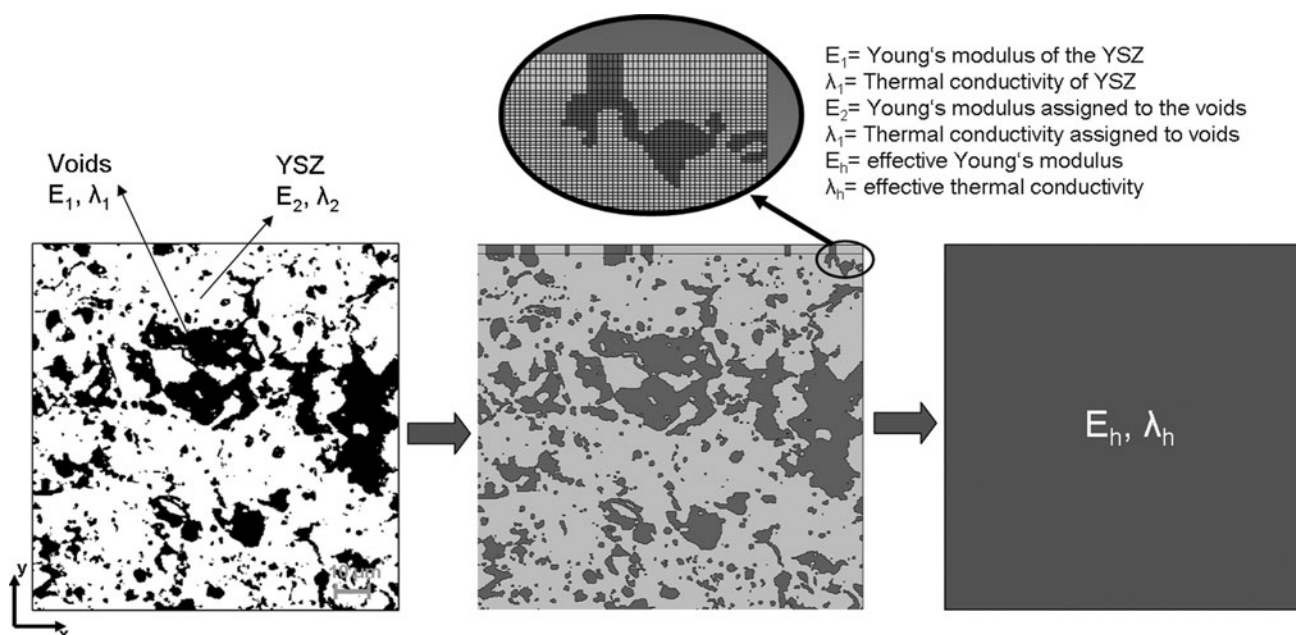 E₁= Young‘s modulus of the YSZ
λ₁= Thermal conductivity of YSZ
E₂= Young‘s modulus assigned to the voids
λ₁= Thermal conductivity assigned to voids
Eₕ= effective Young‘s modulus
λₕ= effective thermal conductivity
Voids
E₁, λ₁
YSZ
E₂, λ₂
Eₕ, λₕ
10 µm
y
x